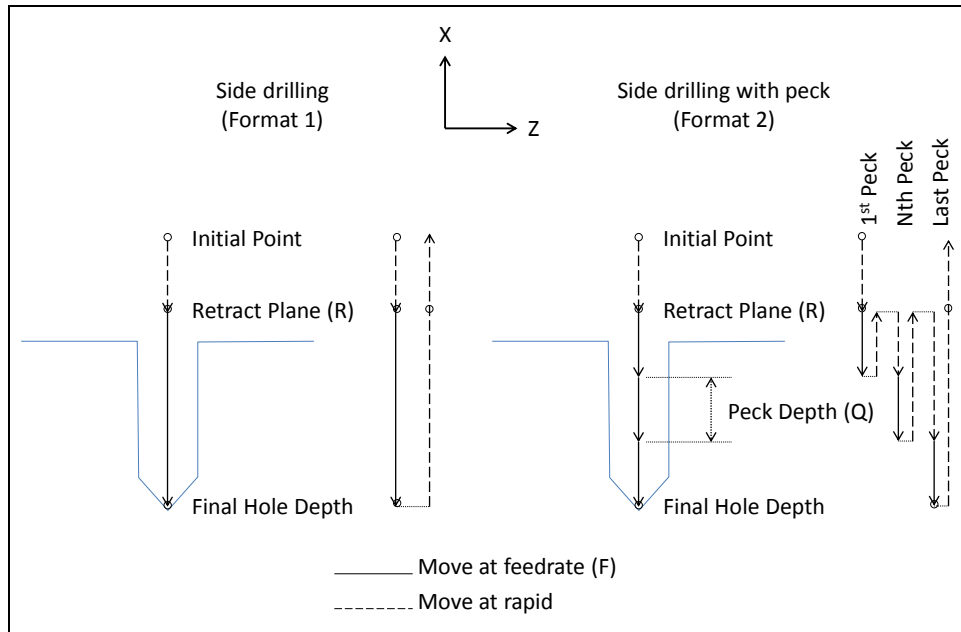 X
Z
Side drilling
(Format 1)
Initial Point
Retract Plane (R)
Final Hole Depth
Side drilling with peck
(Format 2)
1st Peck
Nth Peck
Last Peck
Initial Point
Retract Plane (R)
Peck Depth (Q)
Final Hole Depth
Move at feedrate (F)
Move at rapid